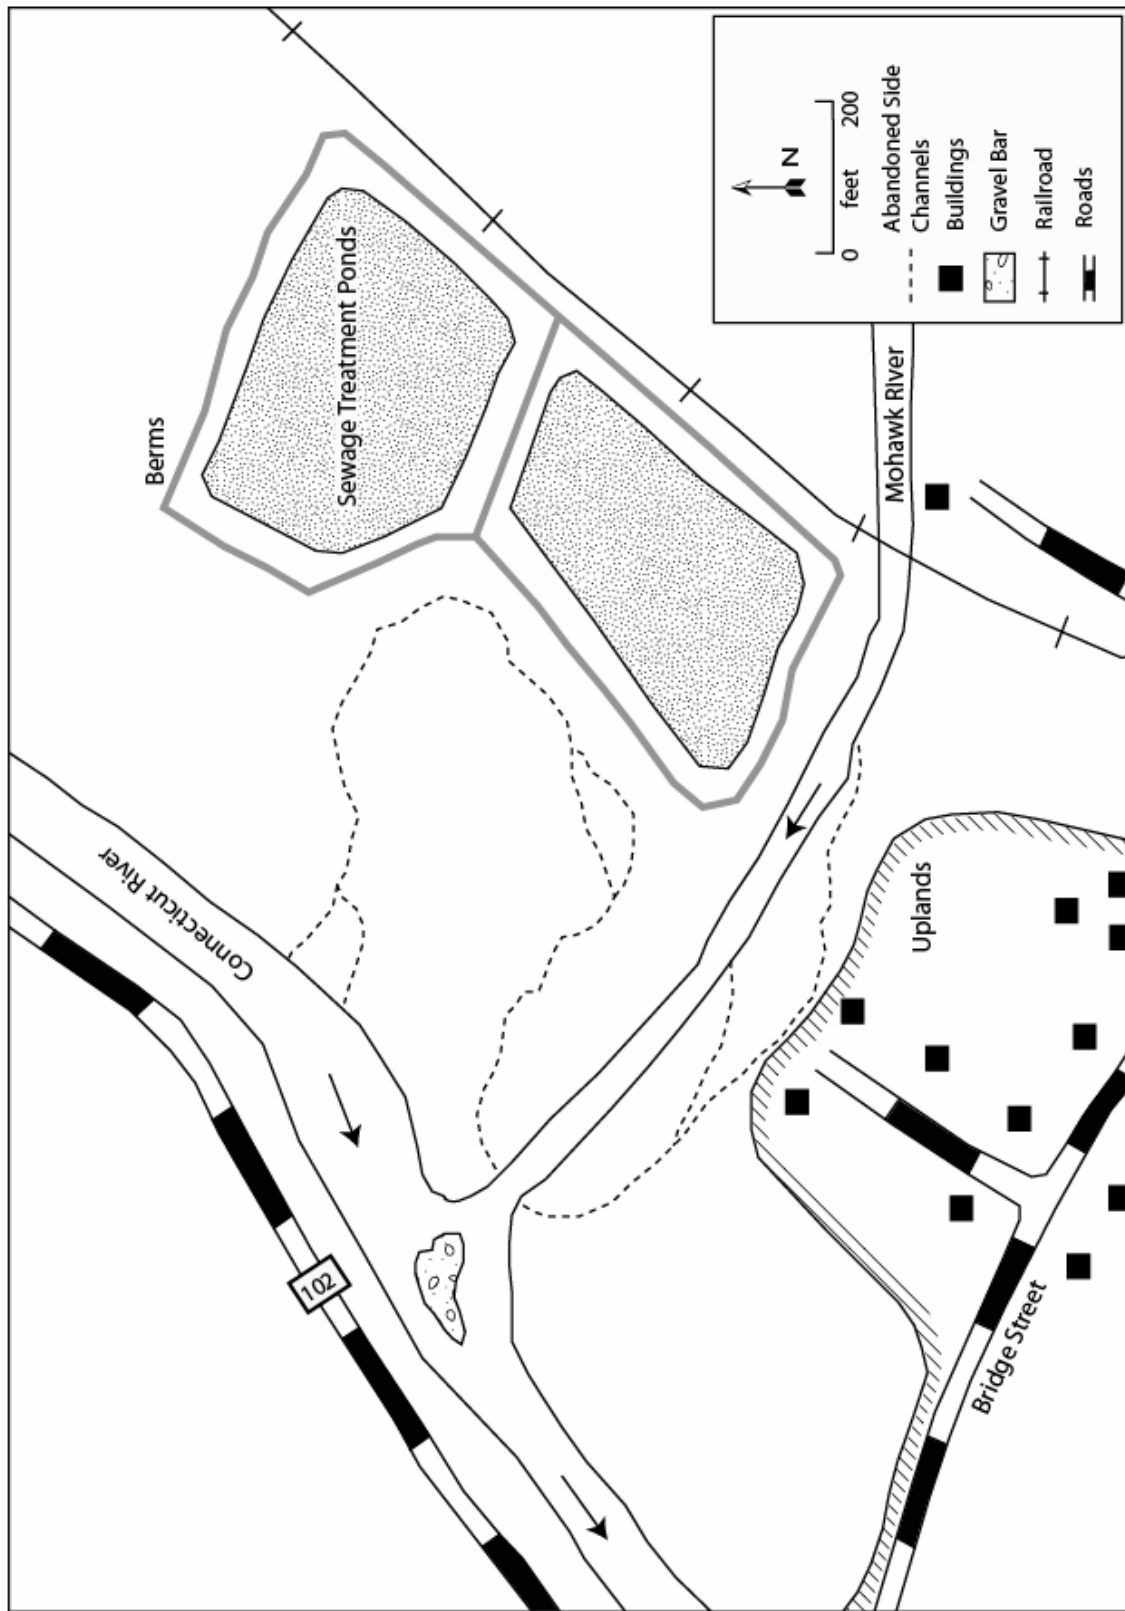 Berms
Sewage Treatment Ponds
Connecticut River
102
Mohawk River
Uplands
Bridge Street
N
0
200
feet
Abandoned Side
Channels
Buildings
Gravel Bar
Railroad
Roads